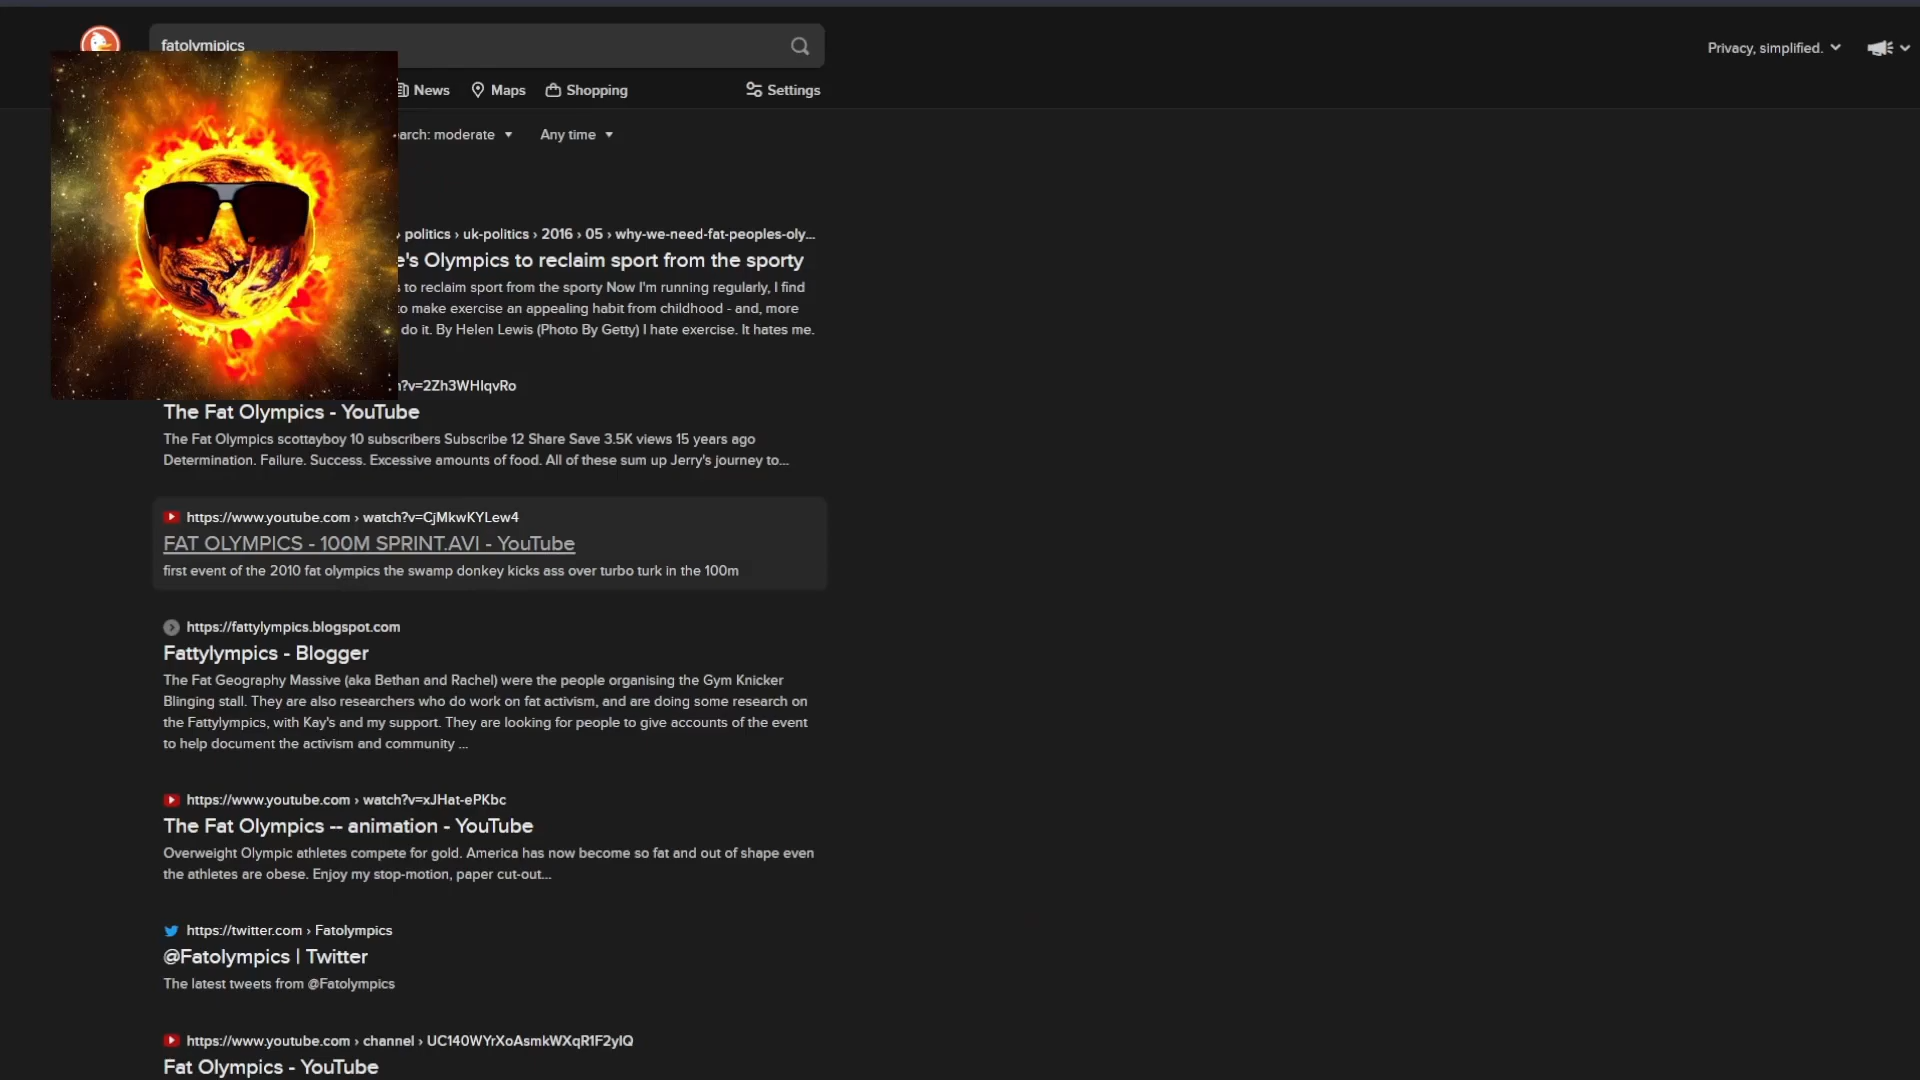 fatolymipics
Privacy, simplified.
News
Maps
Shopping
Settings
earch: moderate
Any time
› politics › uk-politics › 2016 › 05 › why-we-need-fat-peoples-oly...
e's Olympics to reclaim sport from the sporty
s to reclaim sport from the sporty Now I'm running regularly, I find
to make exercise an appealing habit from childhood - and, more
do it. By Helen Lewis (Photo By Getty) I hate exercise. It hates me.
h?v=2Zh3WHIqvRo
The Fat Olympics - YouTube
The Fat Olympics scottayboy 10 subscribers Subscribe 12 Share Save 3.5K views 15 years ago
Determination. Failure. Success. Excessive amounts of food. All of these sum up Jerry's journey to...
https://www.youtube.com › watch?v=CjMkwKYLew4
FAT OLYMPICS - 100M SPRINT.AVI - YouTube
first event of the 2010 fat olympics the swamp donkey kicks ass over turbo turk in the 100m
https://fattylympics.blogspot.com
Fattylympics - Blogger
The Fat Geography Massive (aka Bethan and Rachel) were the people organising the Gym Knicker
Blinging stall. They are also researchers who do work on fat activism, and are doing some research on
the Fattylympics, with Kay's and my support. They are looking for people to give accounts of the event
to help document the activism and community ...
https://www.youtube.com › watch?v=xJHat-ePKbc
The Fat Olympics -- animation - YouTube
Overweight Olympic athletes compete for gold. America has now become so fat and out of shape even
the athletes are obese. Enjoy my stop-motion, paper cut-out...
https://twitter.com › Fatolympics
@Fatolympics | Twitter
The latest tweets from @Fatolympics
https://www.youtube.com › channel › UC140WYrXoAsmkWXqR1F2yIQ
Fat Olympics - YouTube